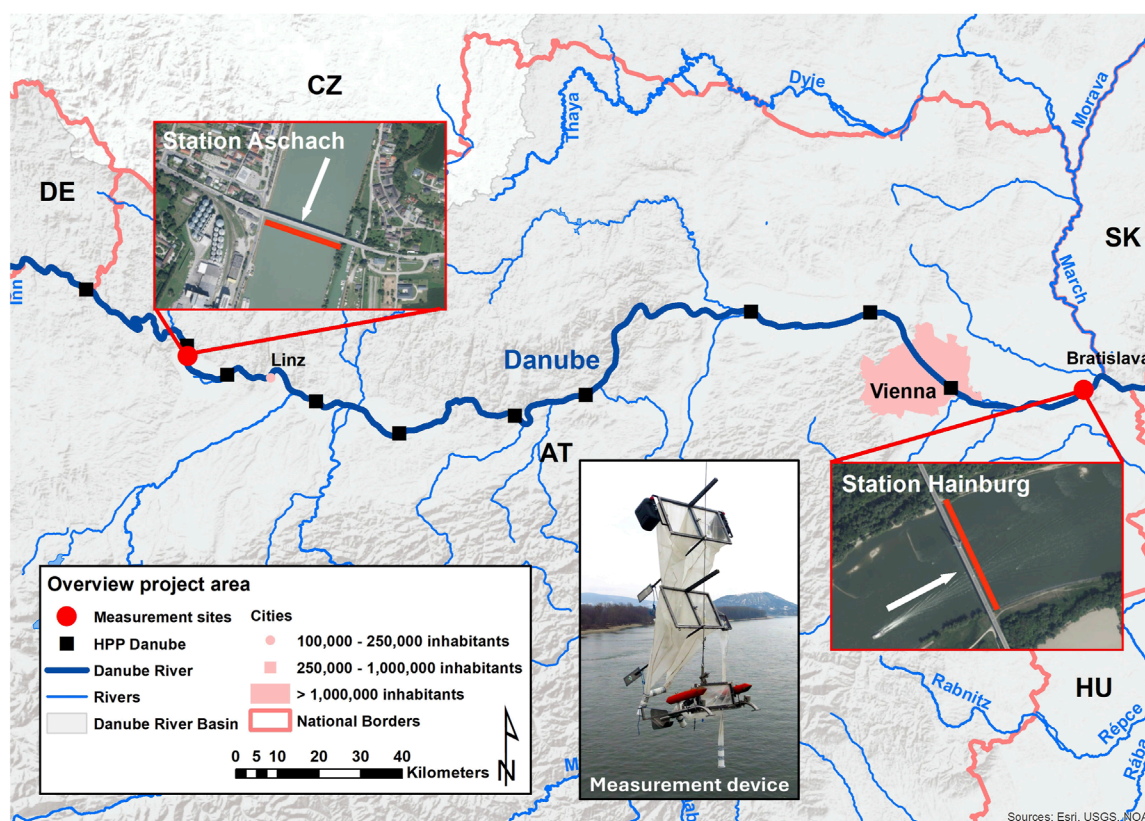 CZ
Dyje
Thaya
Morava
Station Aschach
DE
SK
Inn
March
Linz
Danube
Bratislava
Vienna
AT
Station Hainburg
Overview project area
Measurement sites
HPP Danube
Danube River
Rivers
Danube River Basin
Cities
100,000 - 250,000 inhabitants
250,000 - 1,000,000 inhabitants
> 1,000,000 inhabitants
National Borders
0 5 10 20 30 40
Kilometers
N
Measurement device
HU
Rabnitz
Répce
Rába
Sources: Esri, USGS, NO